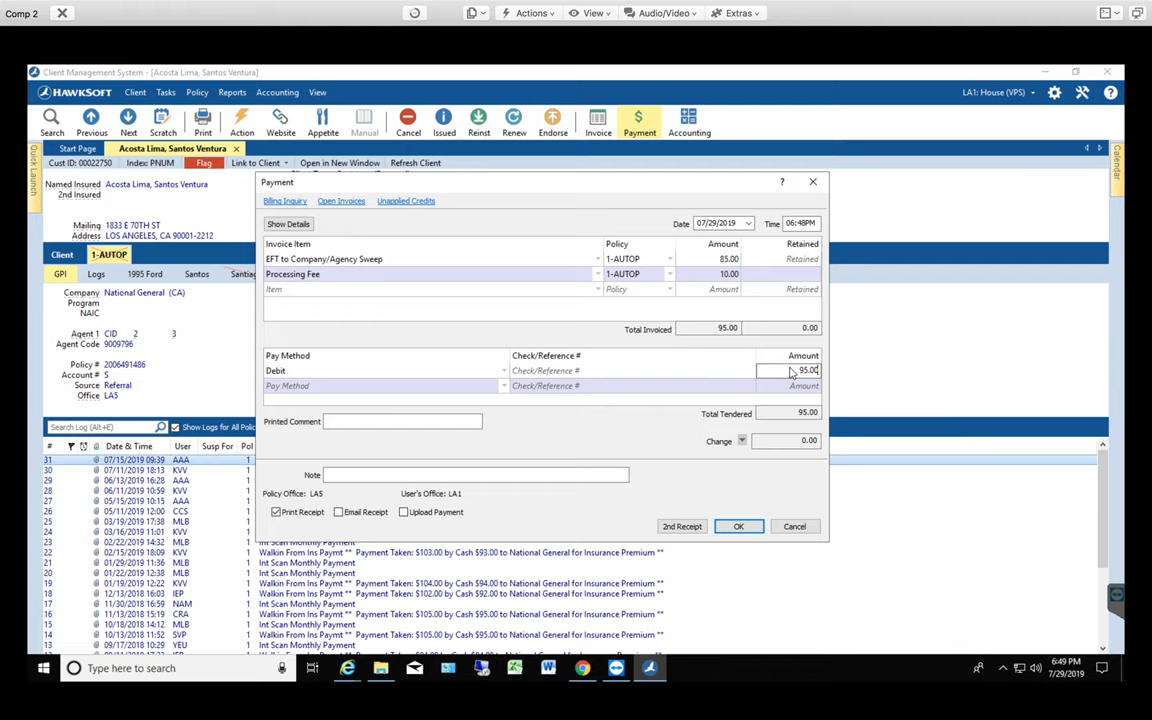 Comp 2
Actions View Audio/Video Extras
Client Management System - [Acosta Lima, Santos Ventura]
HAWKSOFT Client Tasks Policy Reports Accounting View LA1: House (VPS)
Search Previous Next Scratch Print Action Website Appetite Manual Cancel Issued Reinst Renew Endorse Invoice Payment Accounting
Start Page Acosta Lima, Santos Ventura
Cust ID: 00022750 Index: PNUM Flag Link to Client Open in New Window Refresh Client
Quick Launch
Calendar
Named Insured Acosta Lima, Santos Ventura
2nd Insured
Mailing 1833 E 70TH ST
Address LOS ANGELES, CA 90001-2212
Client 1-AUTOP
GPI Logs 1995 Ford Santos Santiag
Company National General (CA)
Program
NAIC
Agent 1 CID 2 3
Agent Code 9009796
Policy # 2006491486
Account # S
Source Referral
Office LA5
Payment
Billing Inquiry Open Invoices Unapplied Credits
Show Details Date 07/29/2019 Time 06:48PM
Invoice Item Policy Amount Retained
EFT to Company/Agency Sweep 1-AUTOP 85.00 Retained
Processing Fee 1-AUTOP 10.00
Item Policy Amount Retained
Total Invoiced 95.00 0.00
Pay Method Check/Reference # Amount
Debit Check/Reference # 95.00
Pay Method Check/Reference # Amount
Total Tendered 95.00
Printed Comment
Change 0.00
Note
Policy Office: LA5 User's Office: LA1
Print Receipt Email Receipt Upload Payment
2nd Receipt OK Cancel
Search Log (Alt+E) Show Logs for All Polic
# Date & Time User Susp For Pol
31 07/15/2019 09:39 AAA 1
30 07/11/2019 18:13 KVV 1
29 06/13/2019 16:28 AAA 1
28 06/11/2019 10:59 KVV 1
27 05/15/2019 10:15 AAA 1
26 05/11/2019 12:00 CCS 1
25 03/19/2019 17:38 MLB 1
24 03/16/2019 11:01 KVV 1
23 02/22/2019 14:32 MLB 1 Int Scan Monthly Payment
22 02/15/2019 18:09 KVV 1 Walkin From Ins Paymt ** Payment Taken: $103.00 by Cash $93.00 to National General for Insurance Premium **
21 01/29/2019 11:36 MLB 1 Int Scan Monthly Payment
20 01/22/2019 12:38 MLB 1 Int Scan Monthly Payment
19 01/19/2019 12:22 KVV 1 Walkin From Ins Paymt ** Payment Taken: $104.00 by Cash $94.00 to National General for Insurance Premium **
18 12/13/2018 16:03 IEP 1 Walkin From Ins Paymt ** Payment Taken: $102.00 by Cash $92.00 to National General for Insurance Premium **
17 11/30/2018 16:59 NAM 1 Int Scan Monthly Payment
16 11/13/2018 15:19 CRA 1 Walkin From Ins Paymt ** Payment Taken: $105.00 by Cash $95.00 to National General for Insurance Premium **
15 10/18/2018 14:12 MLB 1 Int Scan Monthly Payment
14 10/13/2018 11:52 SVP 1 Walkin From Ins Paymt ** Payment Taken: $105.00 by Cash $95.00 to National General for Insurance Premium **
13 09/17/2018 10:29 YEU 1 Int Scan Monthly Payment
Type here to search
6:49 PM
7/29/2019